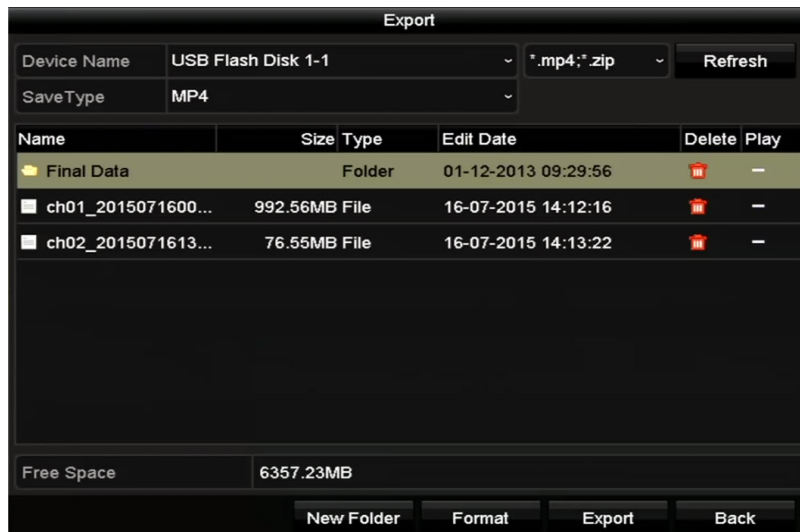 Export
Device Name USB Flash Disk 1-1 *.mp4;*.zip Refresh
SaveType MP4
Name Size Type Edit Date Delete Play
Final Data Folder 01-12-2013 09:29:56
ch01_2015071600... 992.56MB File 16-07-2015 14:12:16
ch02_2015071613... 76.55MB File 16-07-2015 14:13:22
Free Space 6357.23MB
New Folder Format Export Back